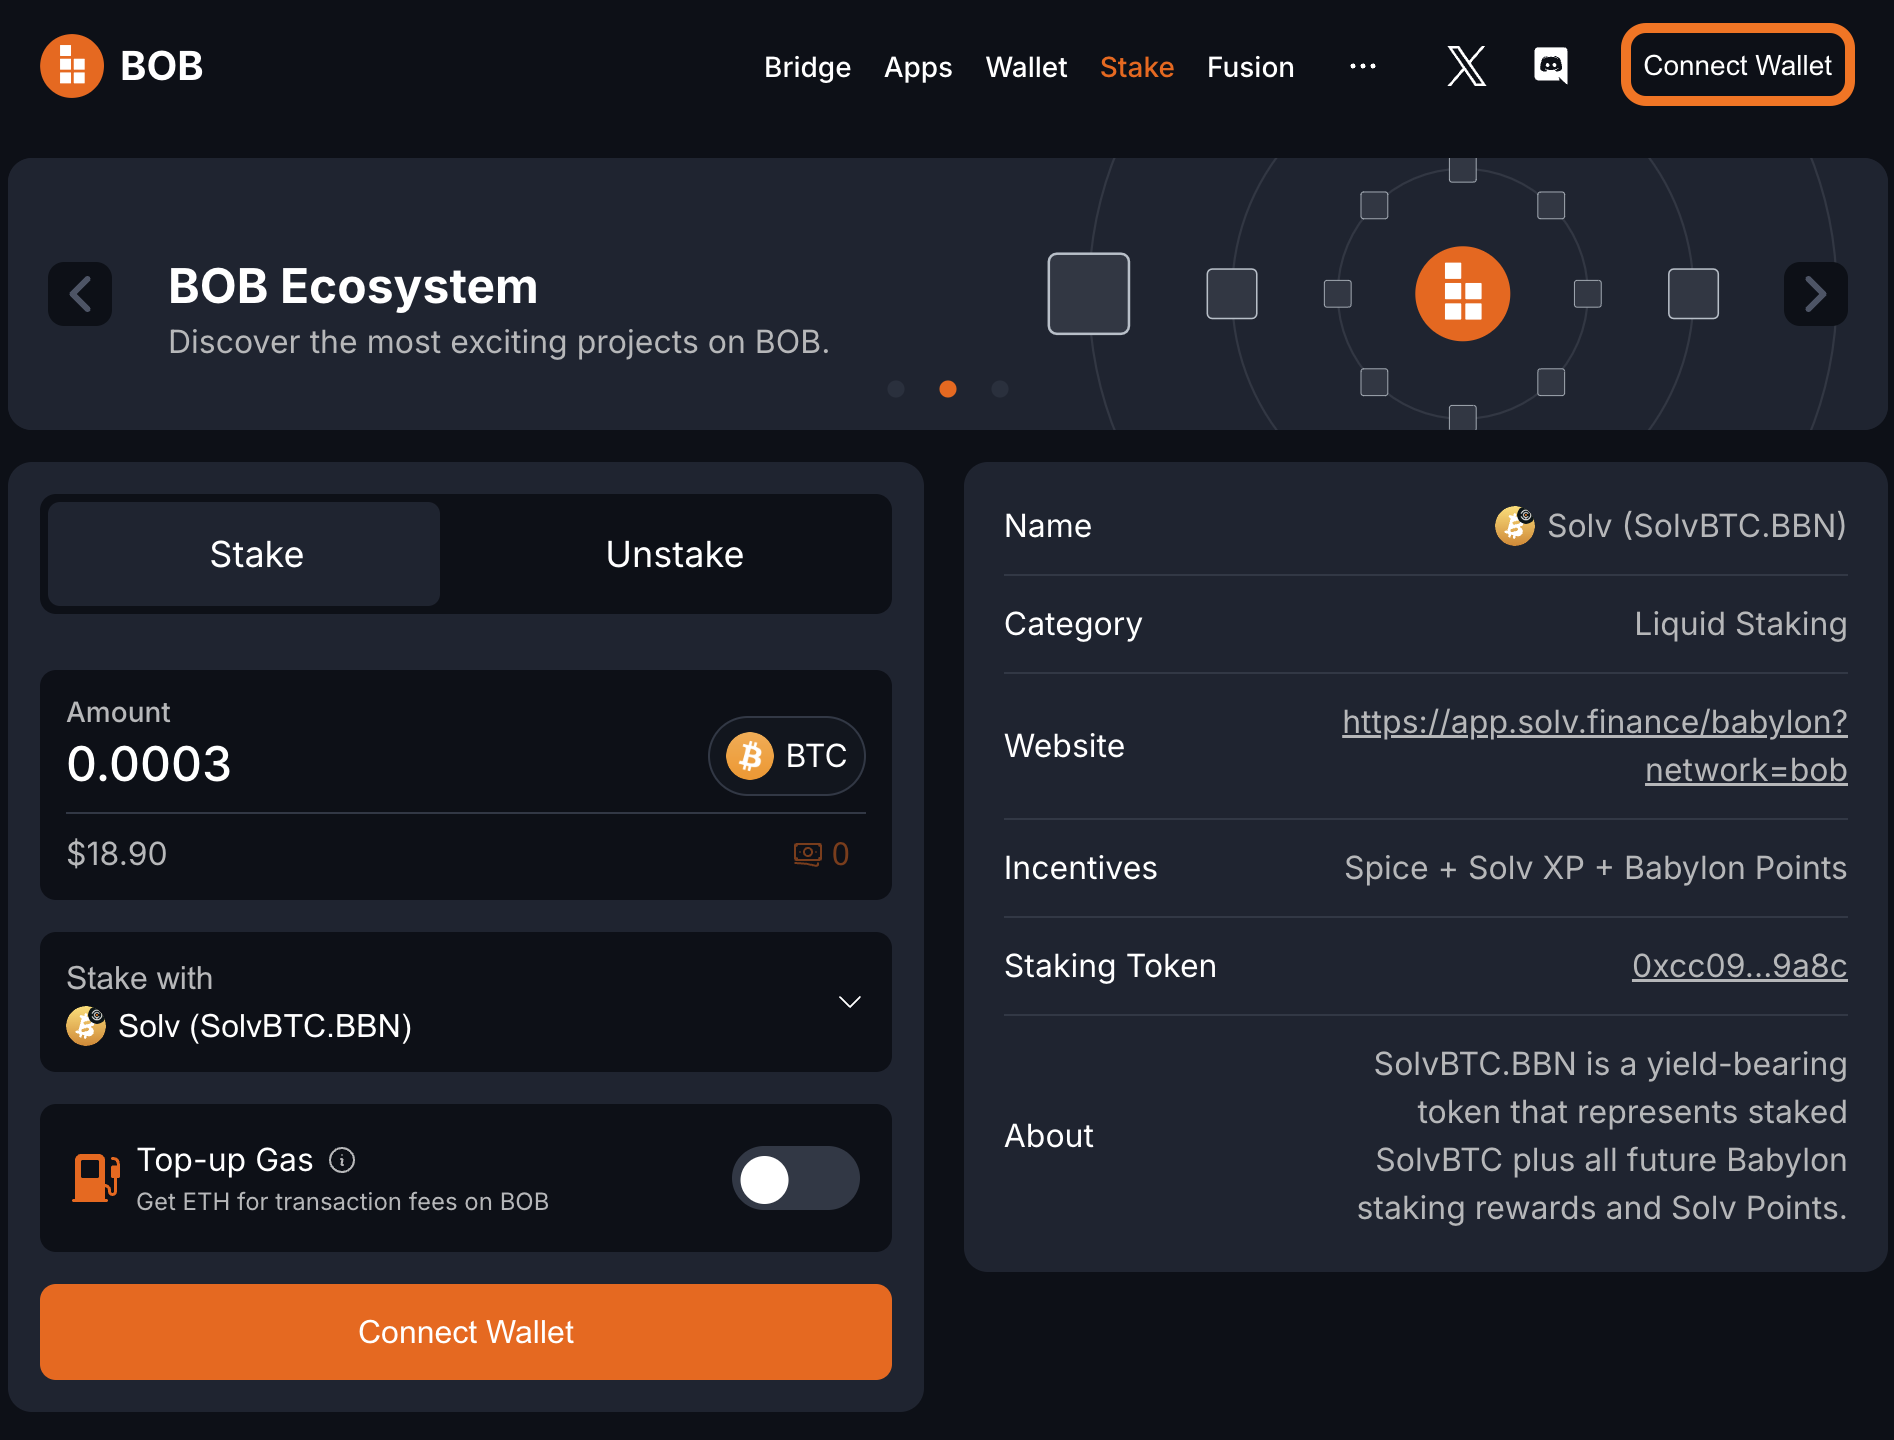 BOB
Bridge Apps Wallet Stake Fusion ··· Connect Wallet
BOB Ecosystem
Discover the most exciting projects on BOB.
Stake Unstake
Amount
0.0003 BTC
$18.90 0
Stake with
Solv (SolvBTC.BBN)
Top-up Gas
Get ETH for transaction fees on BOB
Connect Wallet
Name Solv (SolvBTC.BBN)
Category Liquid Staking
Website https://app.solv.finance/babylon?
network=bob
Incentives Spice + Solv XP + Babylon Points
Staking Token 0xcc09...9a8c
About SolvBTC.BBN is a yield-bearing
token that represents staked
SolvBTC plus all future Babylon
staking rewards and Solv Points.